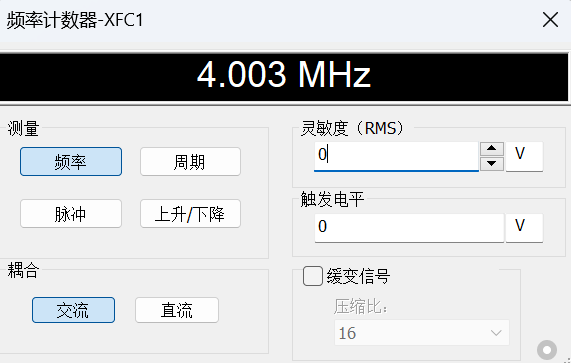 频率计数器-XFC1
4.003 MHz
测量
频率
周期
脉冲
上升/下降
耦合
交流
直流
灵敏度（RMS）
0
V
触发电平
0
V
缓变信号
压缩比:
16